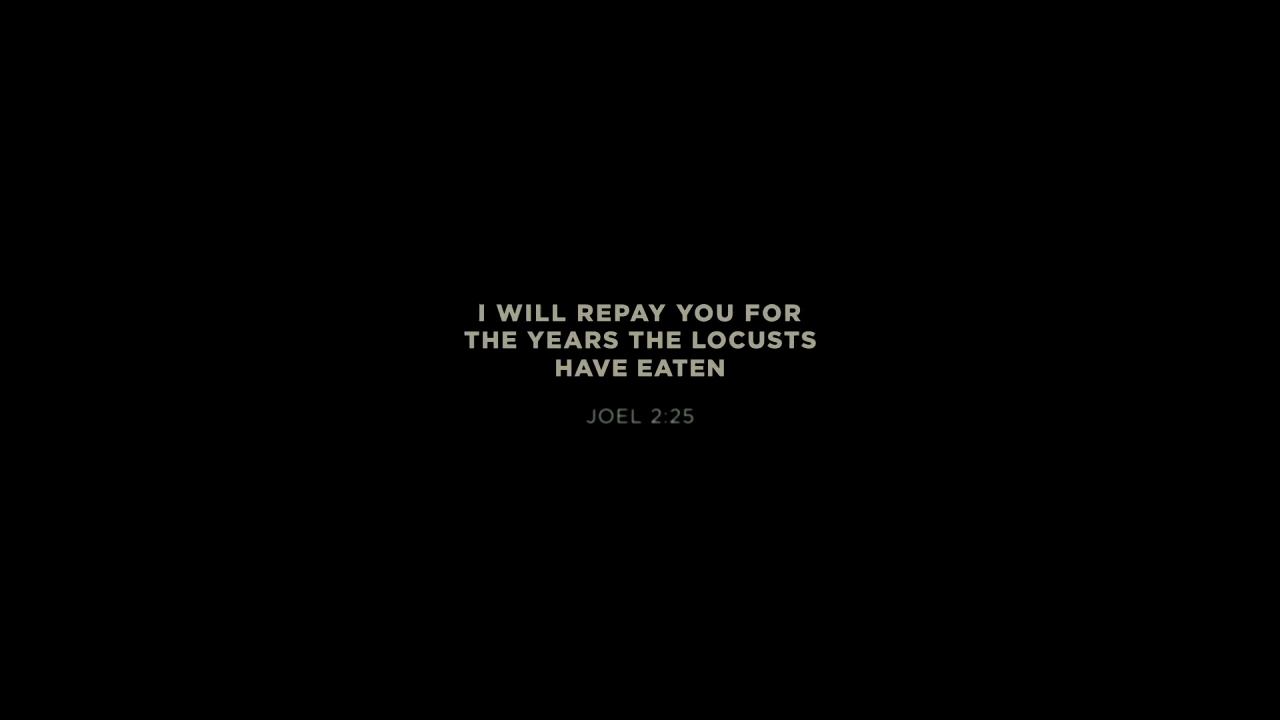 I WILL REPAY YOU FOR
THE YEARS THE LOCUSTS
HAVE EATEN
JOEL 2:25